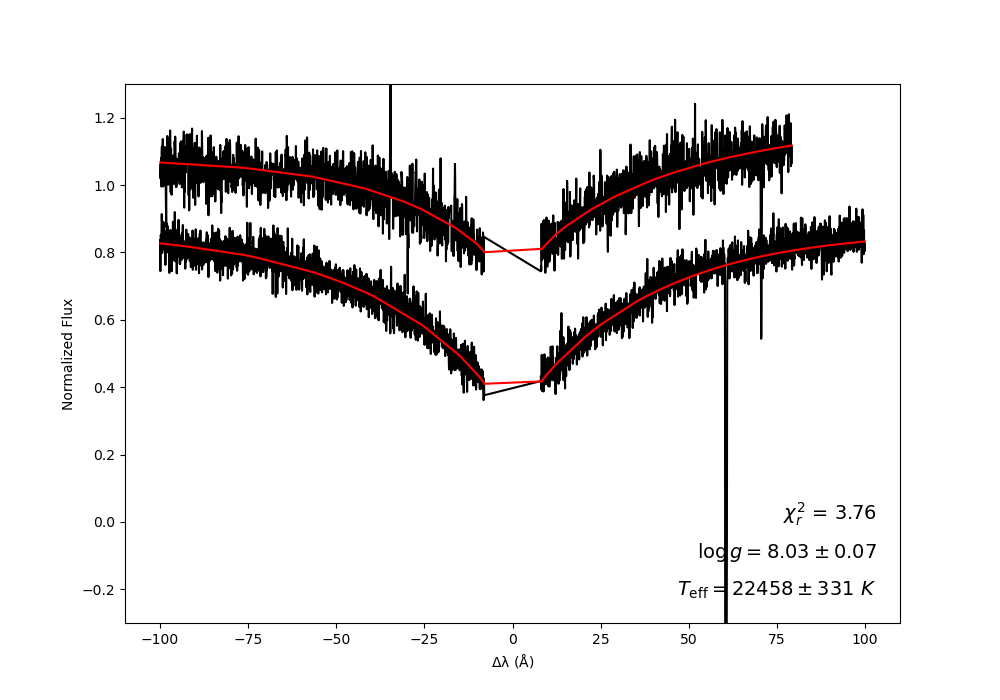 1.2
1.0
0.8
0.6
0.4
0.2
0.0
−0.2
Normalized Flux
−100 −75 −50 −25 0 25 50 75 100
Δλ (Å)
χ²ᵣ = 3.76
log g = 8.03 ± 0.07
T_eff = 22458 ± 331 K